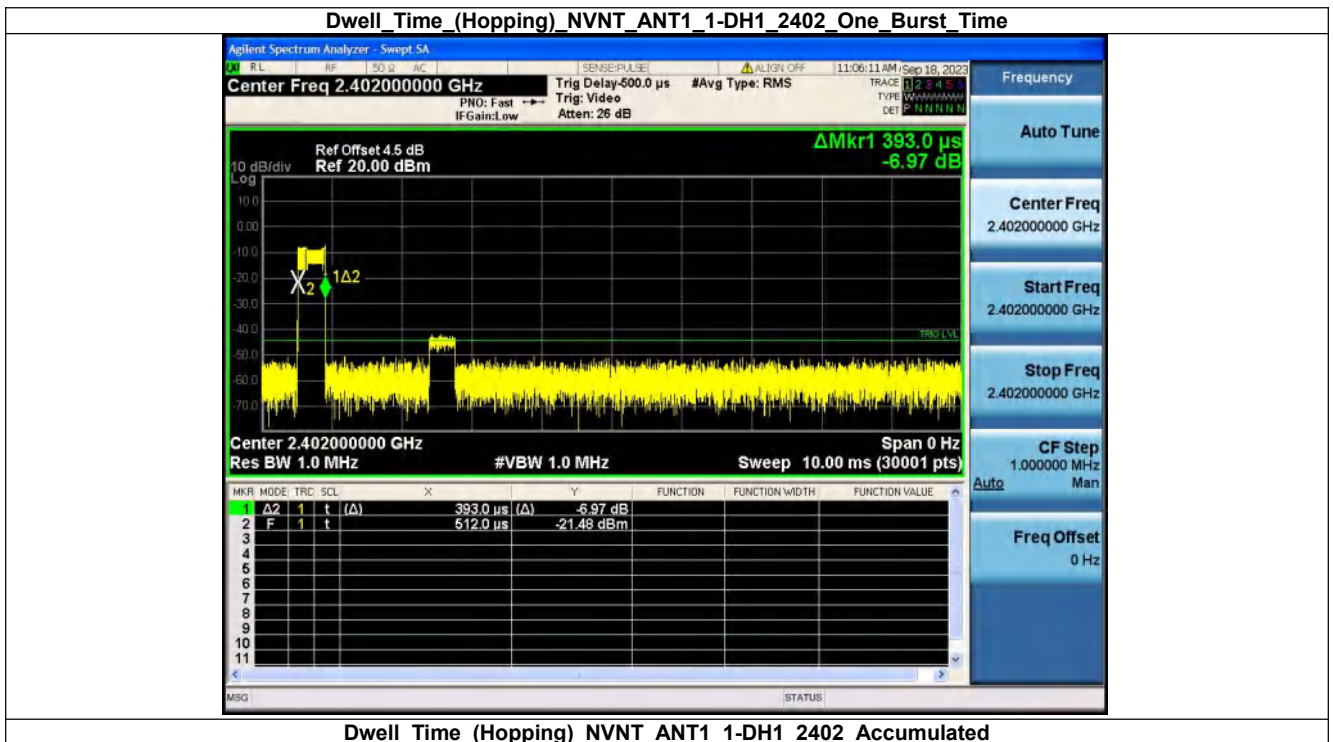 Dwell_Time_(Hopping)_NVNT_ANT1_1-DH1_2402_One_Burst_Time
Agilent Spectrum Analyzer - Swept SA
RL RF 50 Ω AC SENSE:PULSE ALIGN OFF 11:06:11 AM Sep 18, 2023
Center Freq 2.402000000 GHz
PNO: Fast
IFGain:Low
Trig Delay-500.0 µs
Trig: Video
Atten: 26 dB
#Avg Type: RMS
TRACE 1 2 3 4 5 6
TYPE
DET P N N N N N
ΔMkr1 393.0 µs
-6.97 dB
Ref Offset 4.5 dB
10 dB/div Ref 20.00 dBm
Log
10.0
0.00
-10.0
-20.0
-30.0
-40.0
-50.0
-60.0
-70.0
X2 1Δ2
TRIG LVL
Center 2.402000000 GHz Span 0 Hz
Res BW 1.0 MHz #VBW 1.0 MHz Sweep 10.00 ms (30001 pts)
MKR MODE TRC SCL X Y FUNCTION FUNCTION WIDTH FUNCTION VALUE
1 Δ2 1 t (Δ) 393.0 µs (Δ) -6.97 dB
2 F 1 t 512.0 µs -21.48 dBm
3
4
5
6
7
8
9
10
11
MSG STATUS
Frequency
Auto Tune
Center Freq
2.402000000 GHz
Start Freq
2.402000000 GHz
Stop Freq
2.402000000 GHz
CF Step
1.000000 MHz
Auto Man
Freq Offset
0 Hz
Dwell_Time_(Hopping)_NVNT_ANT1_1-DH1_2402_Accumulated